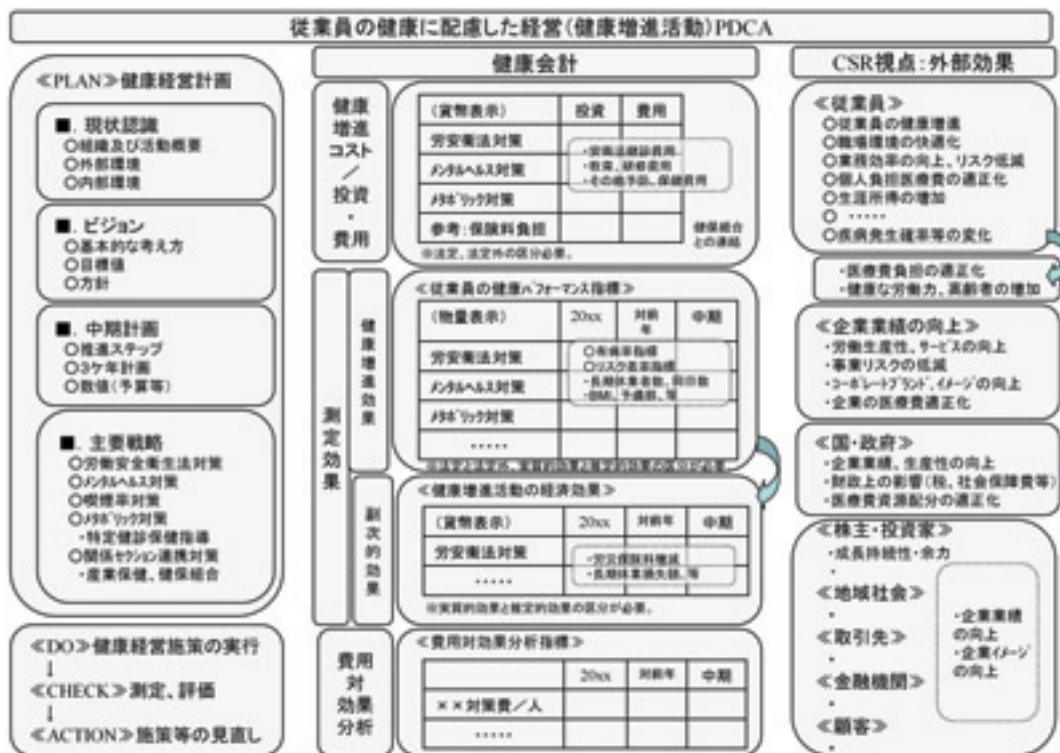 従業員の健康に配慮した経営(健康増進活動)PDCA
≪PLAN≫健康経営計画
■. 現状認識
○組織及び活動概要
○外部環境
○内部環境
■. ビジョン
○基本的な考え方
○目標値
○方針
■. 中期計画
○推進ステップ
○3ケ年計画
○数値(予算等)
■. 主要戦略
○労働安全衛生法対策
○メンタルヘルス対策
○喫煙率対策
○メタボリック対策
・特定健診保健指導
○関係セクション連携対策
・産業保健、健保組合
≪DO≫健康経営施策の実行
↓
≪CHECK≫測定、評価
↓
≪ACTION≫施策等の見直し
健康会計
健康増進コスト/投資・費用
(貨幣表示) 投資 費用
労安衛法対策
メンタルヘルス対策
メタボリック対策
参考:保険料負担
・安衛法健診費用
・教育、研修費用
・その他予防、保健費用
健保組合
との連結
※法定、法定外の区分必要。
測定効果
健康増進効果
≪従業員の健康パフォーマンス指標≫
(物量表示) 20xx 対前年 中期
労安衛法対策
メンタルヘルス対策
メタボリック対策
・・・・・
○有病率指標
○リスク者率指標
・長期休業者数、同日数
・BMI、予備群、等
※法定と法定外、実質的効果と推定的効果の区分が必要。
副次的効果
≪健康増進活動の経済効果≫
(貨幣表示) 20xx 対前年 中期
労安衛法対策
・・・・・
・労災保険料増減
・長期休業損失額、等
※実質的効果と推定的効果の区分が必要。
費用対効果分析
≪費用対効果分析指標≫
20xx 対前年 中期
××対策費/人
・・・・・
CSR視点:外部効果
≪従業員≫
○従業員の健康増進
○職場環境の快適化
○業務効率の向上、リスク低減
○個人負担医療費の適正化
○生涯所得の増加
○ ・・・・・
○疾病発生確率等の変化
・医療費負担の適正化
・健康な労働力、高齢者の増加
≪企業業績の向上≫
・労働生産性、サービスの向上
・事業リスクの低減
・コーポレートブランド、イメージの向上
・企業の医療費適正化
≪国・政府≫
・企業業績、生産性の向上
・財政上の影響(税、社会保障費等)
・医療費資源配分の適正化
≪株主・投資家≫
・成長持続性・余力
・
≪地域社会≫
・
≪取引先≫
・
≪金融機関≫
・
≪顧客≫
・
・企業業績
の向上
・企業イメージ
の向上